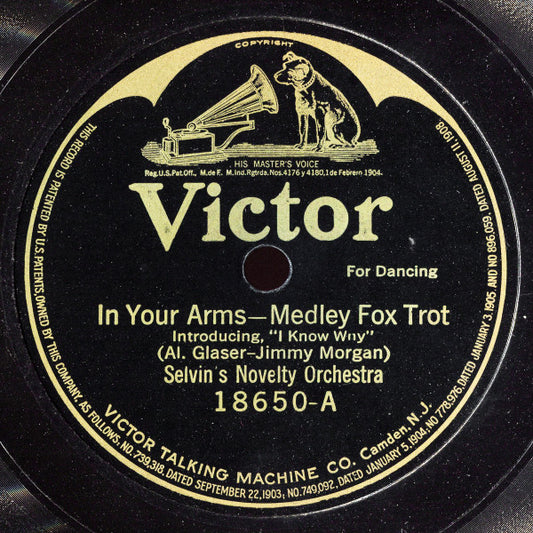 COPYRIGHT
HIS MASTER'S VOICE
Reg.U.S.Pat.Off., M.de F. M.Ind.Rgtrda.Nos.4176 y 4180,1 de Febrero 1904.
Victor
For Dancing
In Your Arms—Medley Fox Trot
Introducing, "I Know Why"
(Al. Glaser–Jimmy Morgan)
Selvin's Novelty Orchestra
18650-A
VICTOR TALKING MACHINE CO. Camden, N.J.
THIS RECORD IS PATENTED BY U.S. PATENTS, OWNED BY THIS COMPANY, AS FOLLOWS, No. 739,318, DATED SEPTEMBER 22, 1903; NO. 749,092, DATED JANUARY 5, 1904, NO 778,976, DATED JANUARY 3, 1905, AND NO 896,059, DATED AUGUST 11, 1908